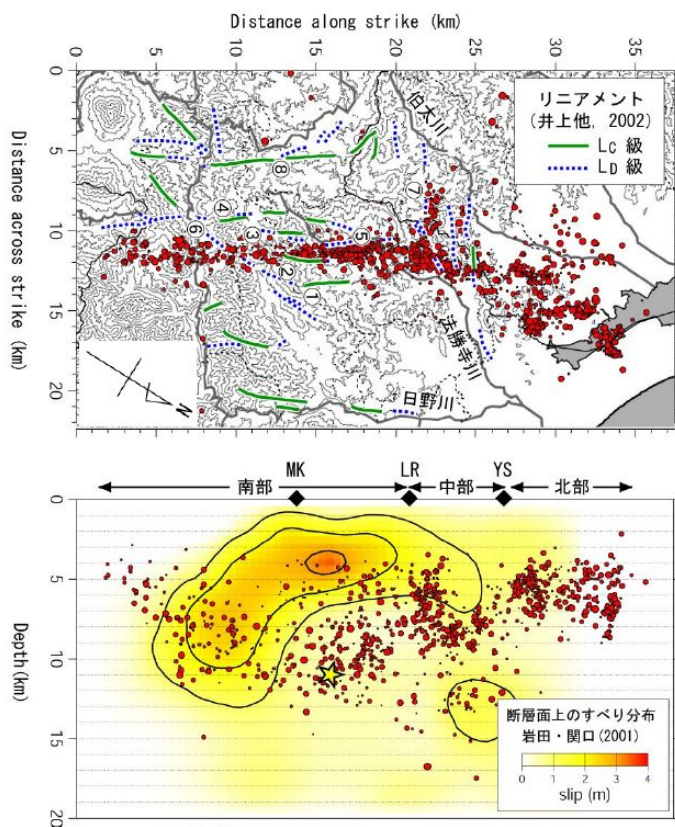 Distance along strike (km)
0 5 10 15 20 25 30 35
0
5
10
15
20
Distance across strike (km)
リニアメント
(井上他, 2002)
LC 級
LD 級
伯太川
法勝寺川
日野川
①
②
③
④
⑤
6
⑦
8
N
MK LR YS
南部 中部 北部
0
5
10
15
20
Depth(km)
断層面上のすべり分布
岩田・関口(2001)
0 1 2 3 4
slip (m)